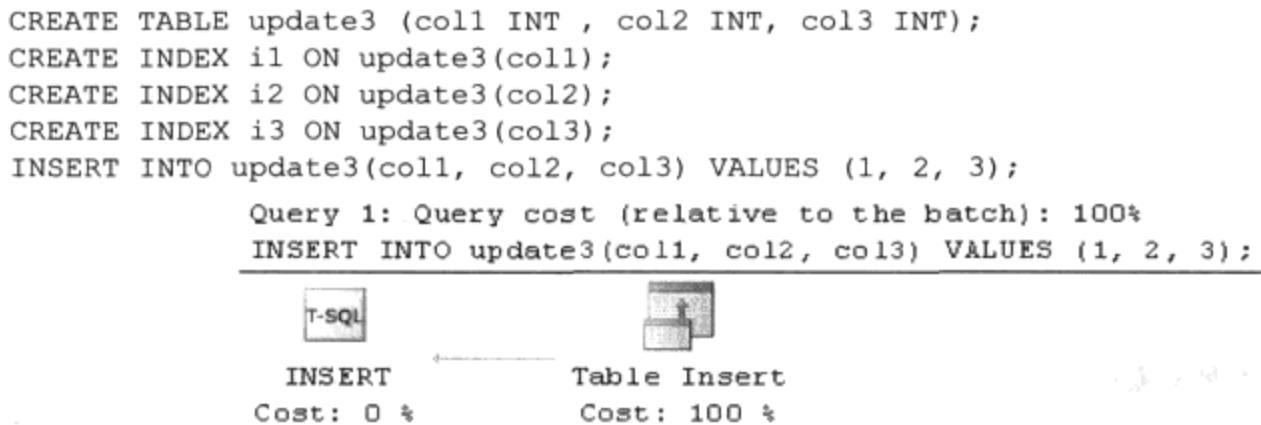 CREATE TABLE update3 (col1 INT , col2 INT, col3 INT);
CREATE INDEX i1 ON update3(col1);
CREATE INDEX i2 ON update3(col2);
CREATE INDEX i3 ON update3(col3);
INSERT INTO update3(col1, col2, col3) VALUES (1, 2, 3);
Query 1: Query cost (relative to the batch): 100%
INSERT INTO update3(col1, col2, col3) VALUES (1, 2, 3);
T-SQL
INSERT Table Insert
Cost: 0 % Cost: 100 %